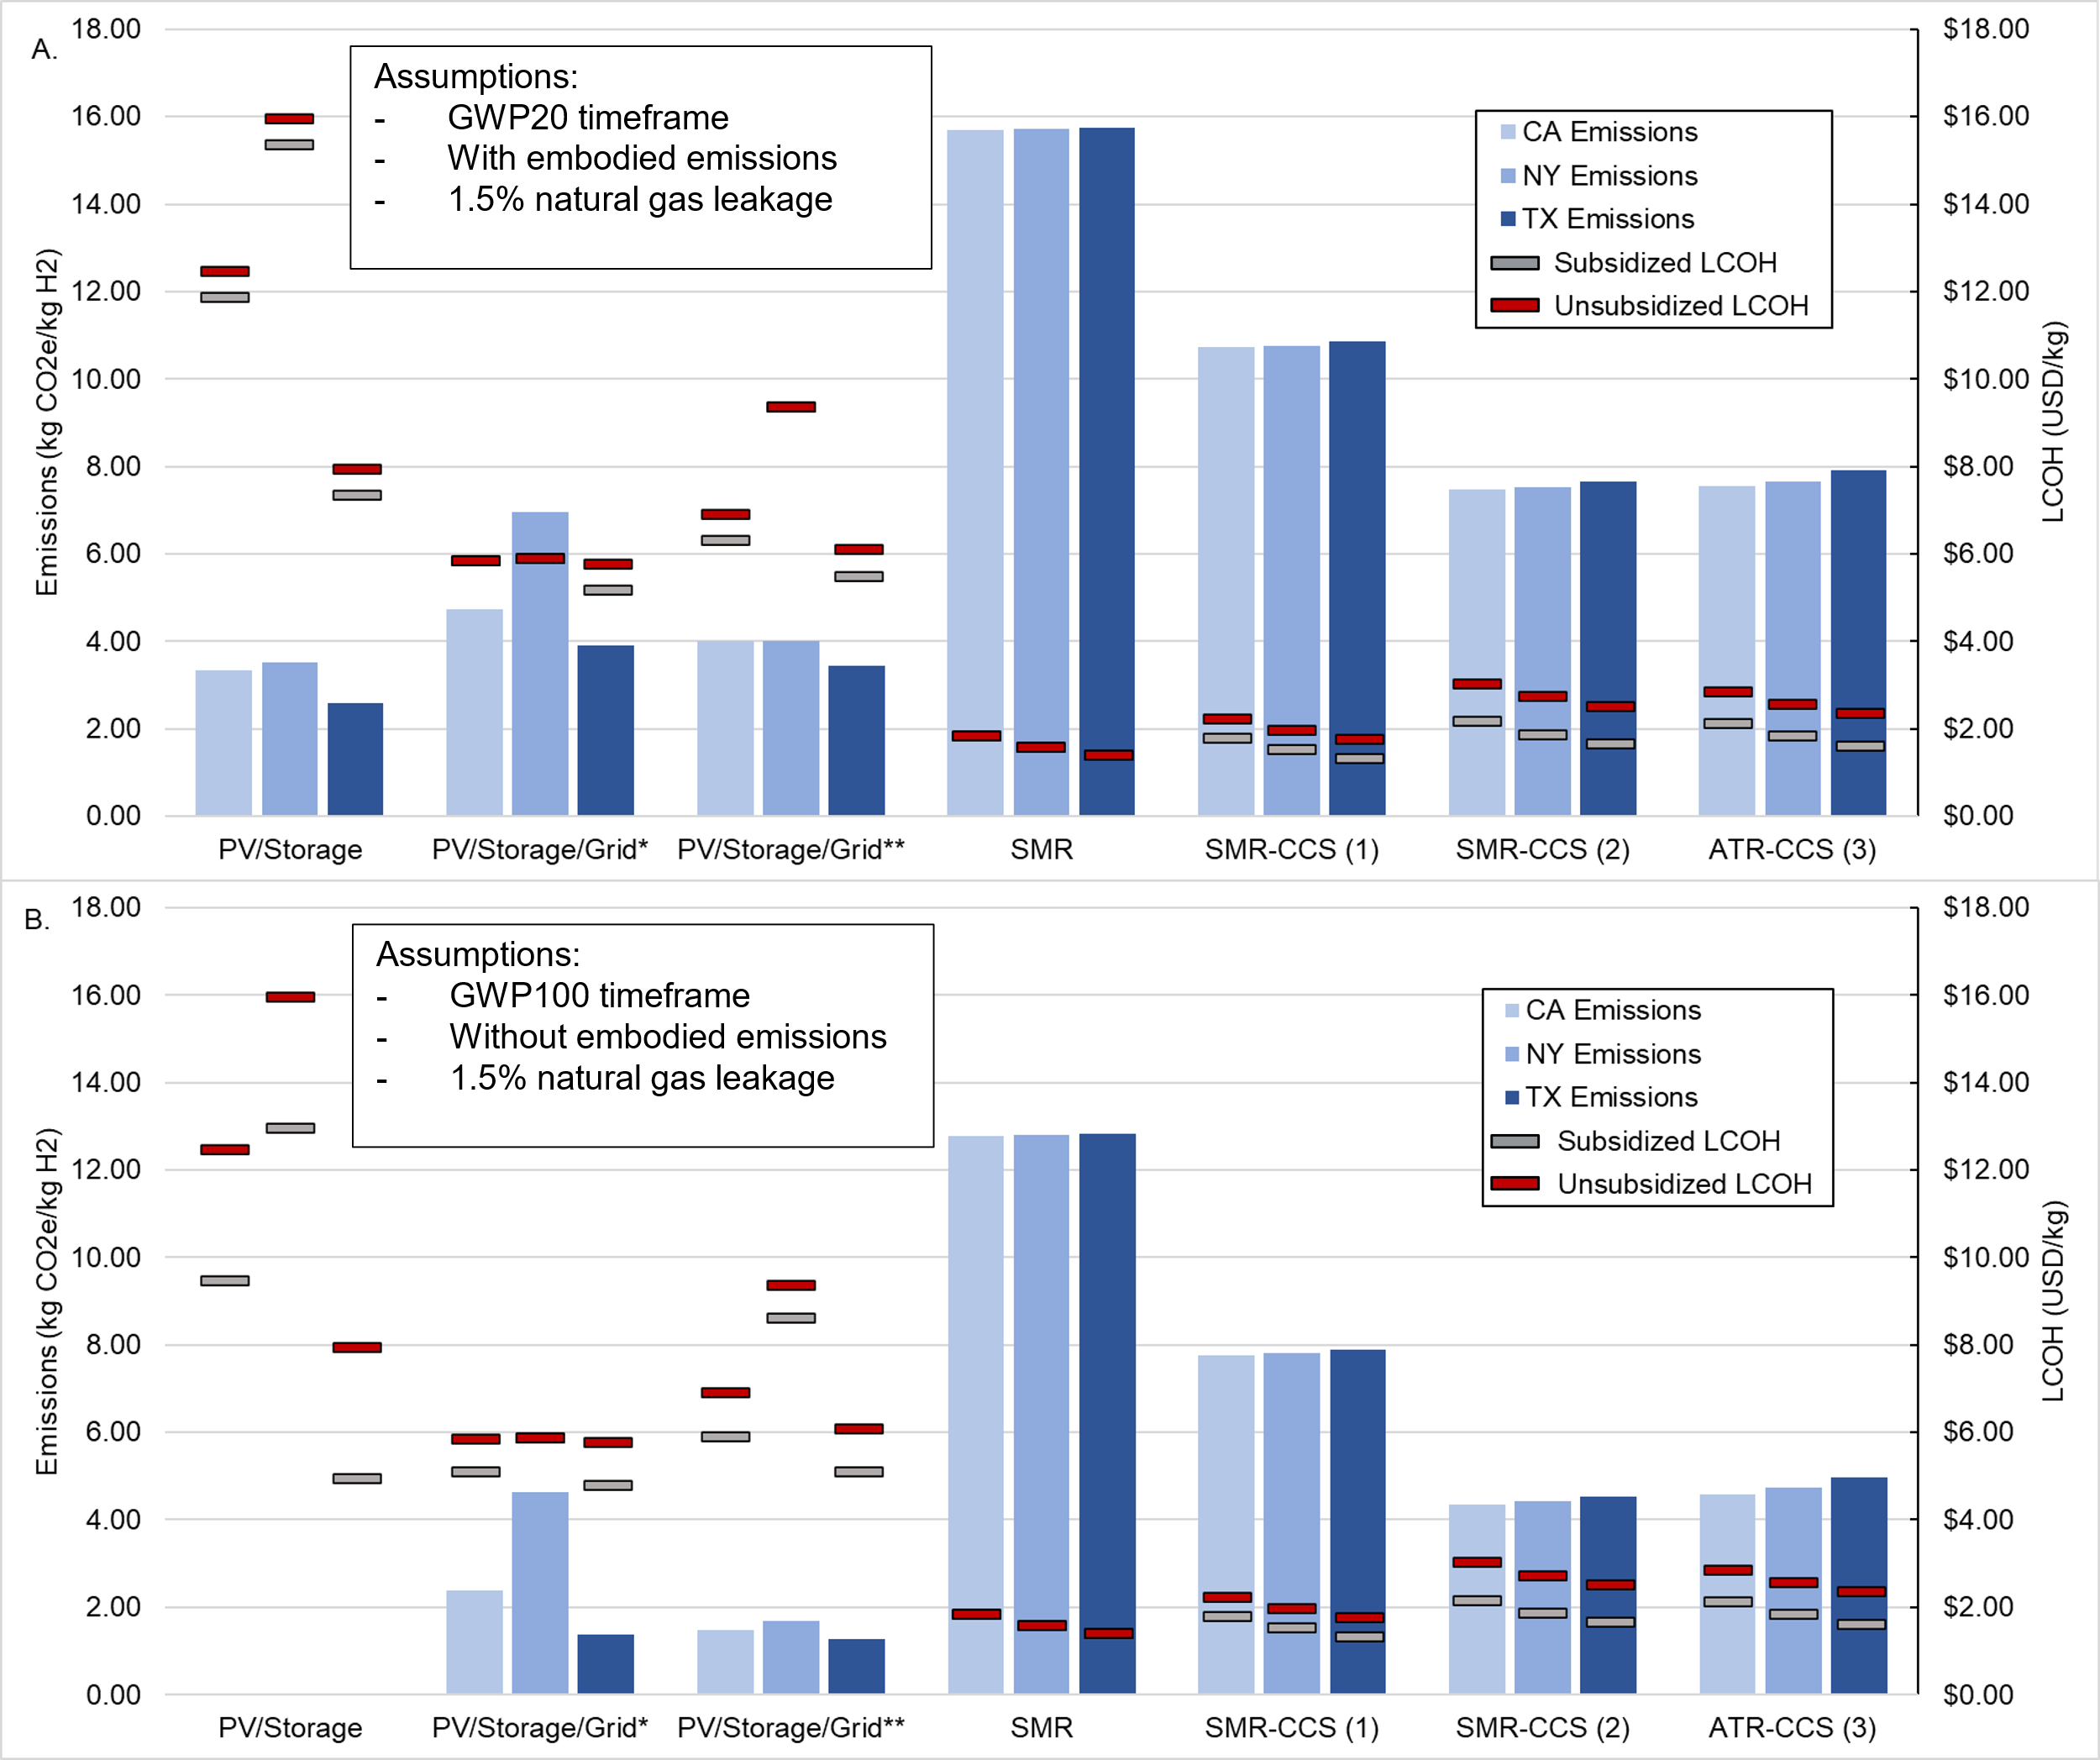 A.
18.00
16.00
14.00
12.00
10.00
8.00
6.00
4.00
2.00
0.00
Emissions (kg CO2e/kg H2)
Assumptions:
- GWP20 timeframe
- With embodied emissions
- 1.5% natural gas leakage
CA Emissions
NY Emissions
TX Emissions
Subsidized LCOH
Unsubsidized LCOH
$18.00
$16.00
$14.00
$12.00
$10.00
$8.00
$6.00
$4.00
$2.00
$0.00
LCOH (USD/kg)
PV/Storage PV/Storage/Grid* PV/Storage/Grid** SMR SMR-CCS (1) SMR-CCS (2) ATR-CCS (3)
B.
18.00
16.00
14.00
12.00
10.00
8.00
6.00
4.00
2.00
0.00
Emissions (kg CO2e/kg H2)
Assumptions:
- GWP100 timeframe
- Without embodied emissions
- 1.5% natural gas leakage
CA Emissions
NY Emissions
TX Emissions
Subsidized LCOH
Unsubsidized LCOH
$18.00
$16.00
$14.00
$12.00
$10.00
$8.00
$6.00
$4.00
$2.00
$0.00
LCOH (USD/kg)
PV/Storage PV/Storage/Grid* PV/Storage/Grid** SMR SMR-CCS (1) SMR-CCS (2) ATR-CCS (3)